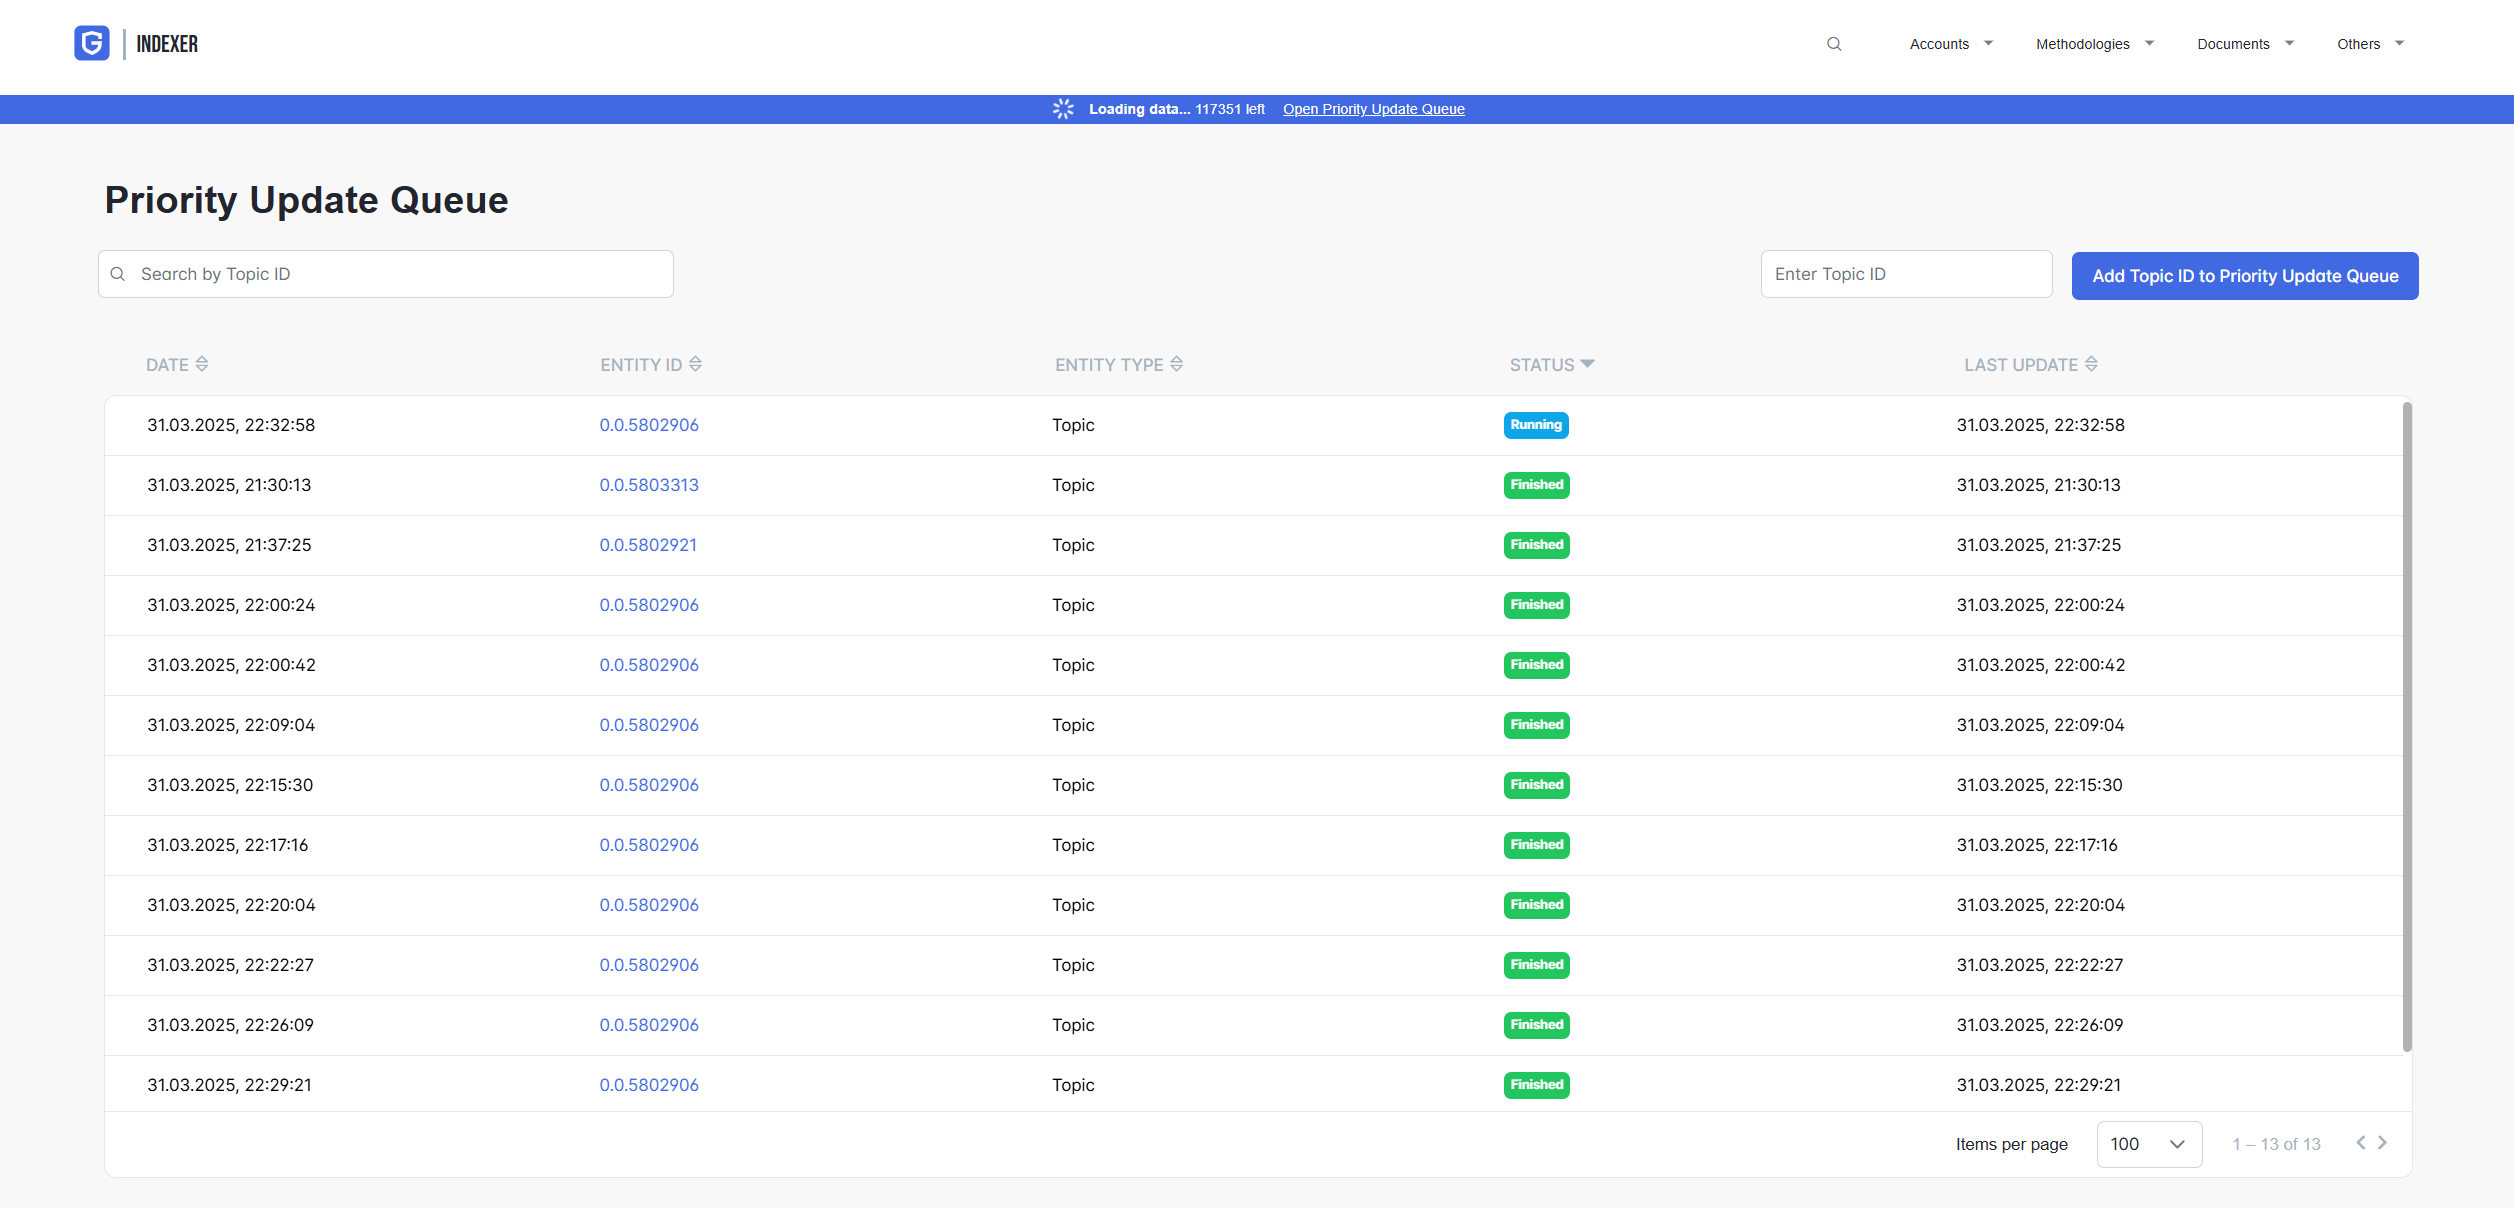 INDEXER
Accounts Methodologies Documents Others
Loading data... 117351 left Open Priority Update Queue
Priority Update Queue
Search by Topic ID Enter Topic ID Add Topic ID to Priority Update Queue
DATE ENTITY ID ENTITY TYPE STATUS LAST UPDATE
31.03.2025, 22:32:58 0.0.5802906 Topic Running 31.03.2025, 22:32:58
31.03.2025, 21:30:13 0.0.5803313 Topic Finished 31.03.2025, 21:30:13
31.03.2025, 21:37:25 0.0.5802921 Topic Finished 31.03.2025, 21:37:25
31.03.2025, 22:00:24 0.0.5802906 Topic Finished 31.03.2025, 22:00:24
31.03.2025, 22:00:42 0.0.5802906 Topic Finished 31.03.2025, 22:00:42
31.03.2025, 22:09:04 0.0.5802906 Topic Finished 31.03.2025, 22:09:04
31.03.2025, 22:15:30 0.0.5802906 Topic Finished 31.03.2025, 22:15:30
31.03.2025, 22:17:16 0.0.5802906 Topic Finished 31.03.2025, 22:17:16
31.03.2025, 22:20:04 0.0.5802906 Topic Finished 31.03.2025, 22:20:04
31.03.2025, 22:22:27 0.0.5802906 Topic Finished 31.03.2025, 22:22:27
31.03.2025, 22:26:09 0.0.5802906 Topic Finished 31.03.2025, 22:26:09
31.03.2025, 22:29:21 0.0.5802906 Topic Finished 31.03.2025, 22:29:21
Items per page 100 1 – 13 of 13